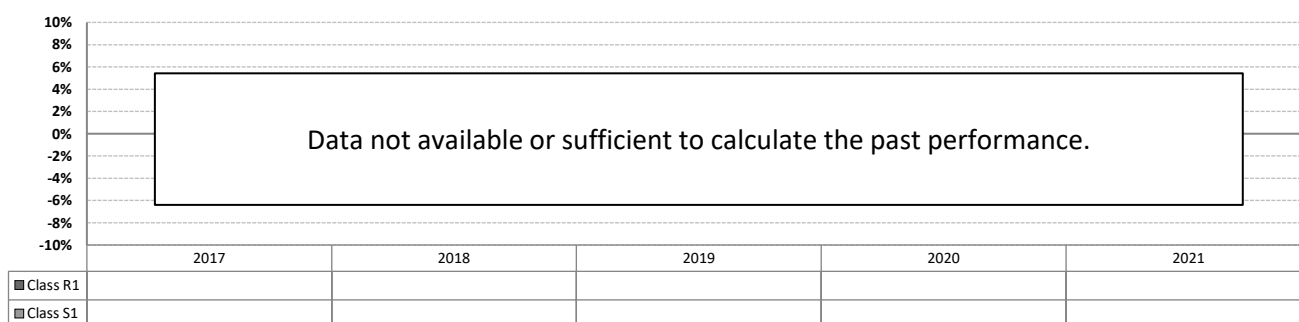 10%
8%
6%
4%
2%
0%
-2%
-4%
-6%
-8%
-10%
Data not available or sufficient to calculate the past performance.
2017 2018 2019 2020 2021
Class R1
Class S1